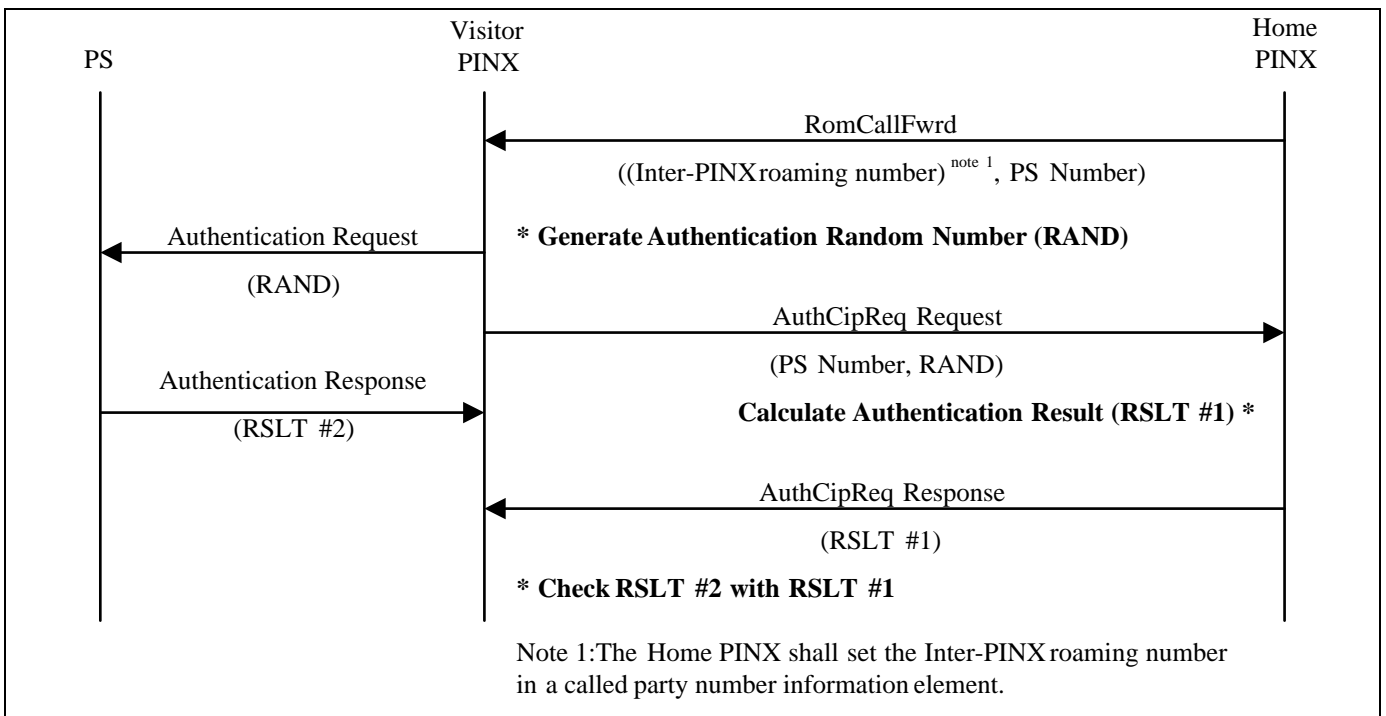 PS
Visitor
PINX
Home
PINX
RomCallFwrd
((Inter-PINX roaming number) note 1, PS Number)
Authentication Request
* Generate Authentication Random Number (RAND)
(RAND)
AuthCipReq Request
(PS Number, RAND)
Authentication Response
(RSLT #2)
Calculate Authentication Result (RSLT #1) *
AuthCipReq Response
(RSLT #1)
* Check RSLT #2 with RSLT #1
Note 1:The Home PINX shall set the Inter-PINX roaming number
in a called party number information element.